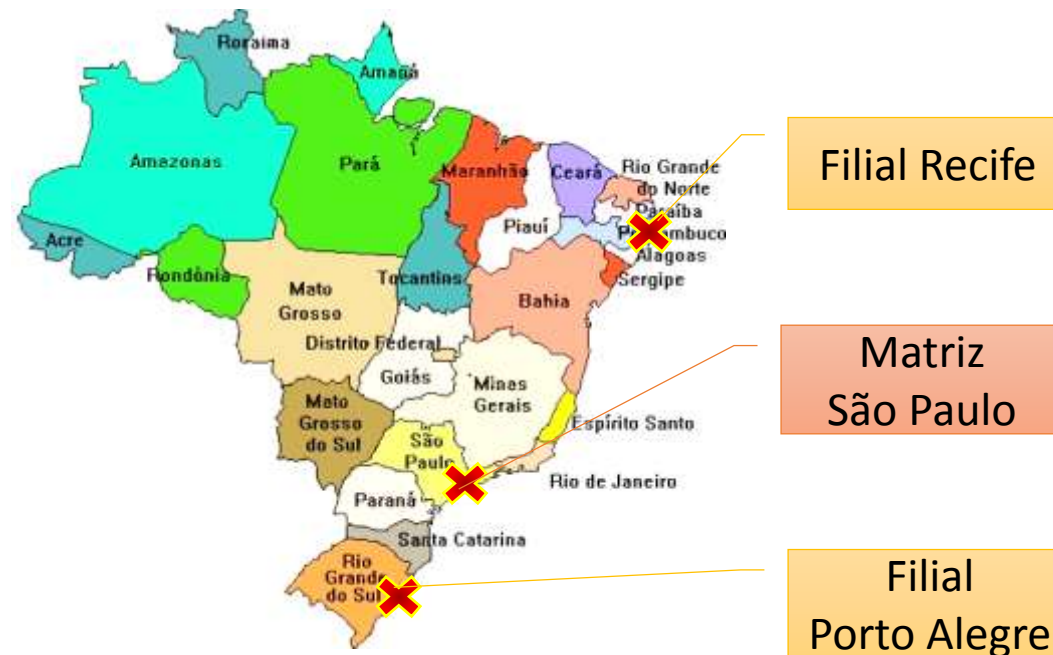 Roraima
Amapá
Amazonas
Pará
Maranhão
Ceará
Rio Grande
do Norte
Paraíba
Piauí
Alagoas
Sergipe
Acre
Rondônia
Tocantins
Mato
Grosso
Bahia
Distrito Federal
Goiás
Minas
Gerais
Mato
Grosso
do Sul
Espírito Santo
São
Paulo
Rio de Janeiro
Paraná
Santa Catarina
Rio
Grande
do Sul
Filial Recife
Matriz
São Paulo
Filial
Porto Alegre